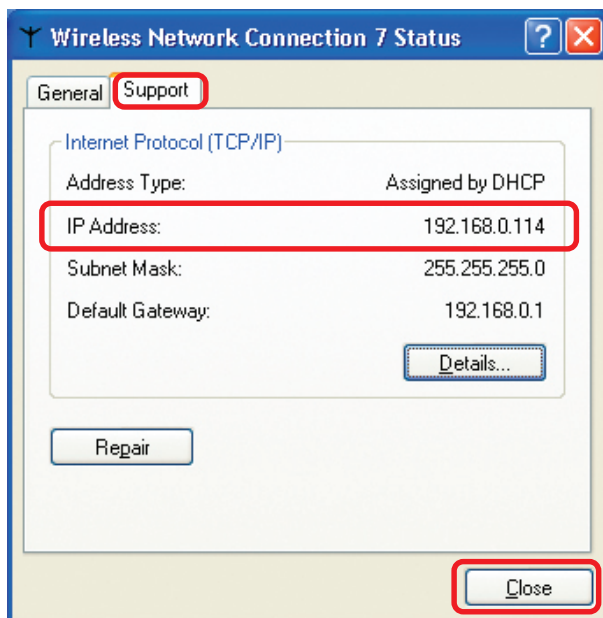 Wireless Network Connection 7 Status
General Support
Internet Protocol (TCP/IP)
Address Type: Assigned by DHCP
IP Address: 192.168.0.114
Subnet Mask: 255.255.255.0
Default Gateway: 192.168.0.1
Details...
Repair
Close